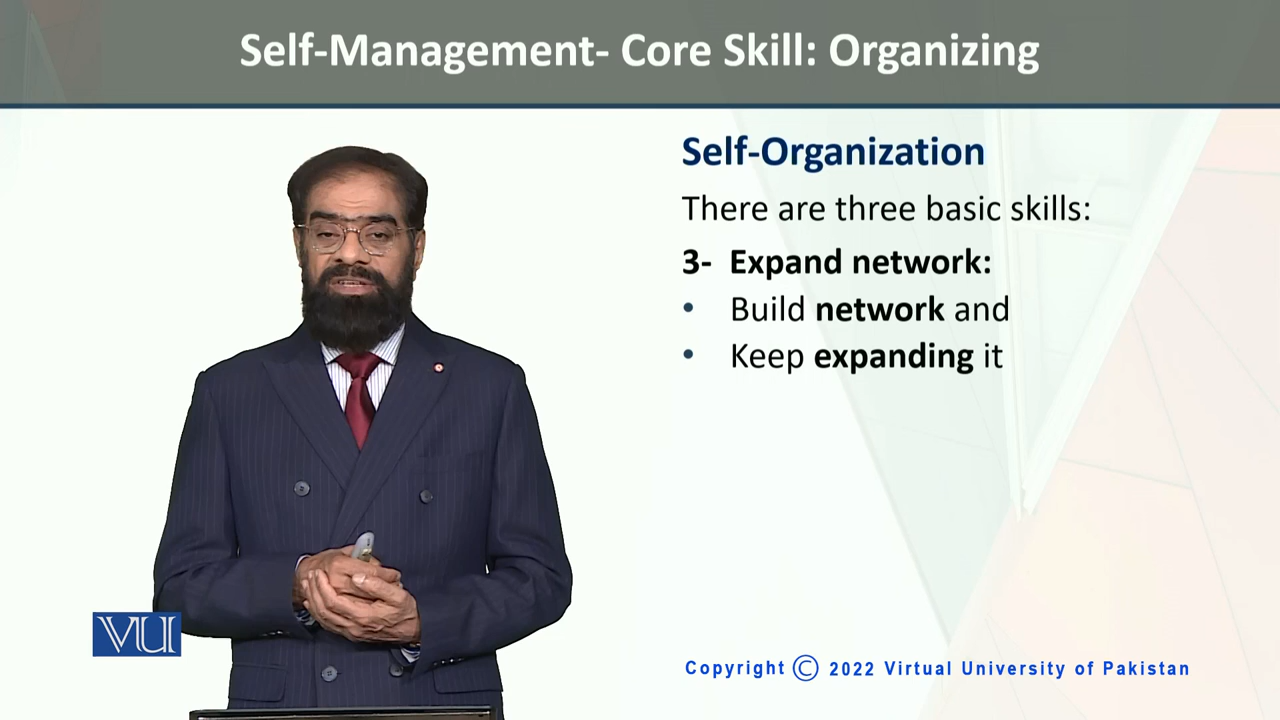 Self-Management- Core Skill: Organizing
Self-Organization
There are three basic skills:
3- Expand network:
• Build network and
• Keep expanding it
VU
Copyright © 2022 Virtual University of Pakistan